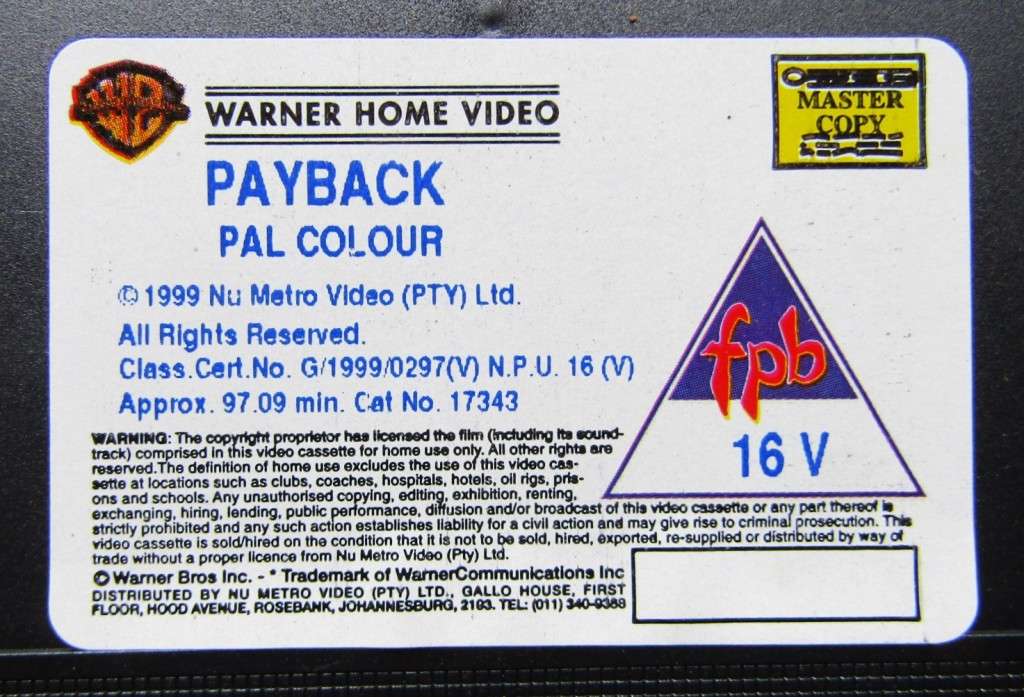 WARNER HOME VIDEO
MASTER
COPY
PAYBACK
PAL COLOUR
© 1999 Nu Metro Video (PTY) Ltd.
All Rights Reserved.
Class.Cert.No. G/1999/0297(V) N.P.U. 16 (V)
Approx. 97.09 min. Cat No. 17343
fpb
16 V
WARNING: The copyright proprietor has licensed the film (including its sound-
track) comprised in this video cassette for home use only. All other rights are
reserved.The definition of home use excludes the use of this video cas-
sette at locations such as clubs, coaches, hospitals, hotels, oil rigs, pris-
ons and schools. Any unauthorised copying, editing, exhibition, renting,
exchanging, hiring, lending, public performance, diffusion and/or broadcast of this video cassette or any part thereof is
strictly prohibited and any such action establishes liability for a civil action and may give rise to criminal prosecution. This
video cassette is sold/hired on the condition that it is not to be sold, hired, exported, re-supplied or distributed by way of
trade without a proper licence from Nu Metro Video (Pty) Ltd.
© Warner Bros Inc. - * Trademark of WarnerCommunications Inc
DISTRIBUTED BY NU METRO VIDEO (PTY) LTD., GALLO HOUSE, FIRST
FLOOR, HOOD AVENUE, ROSEBANK, JOHANNESBURG, 2193. TEL: (011) 340-9388